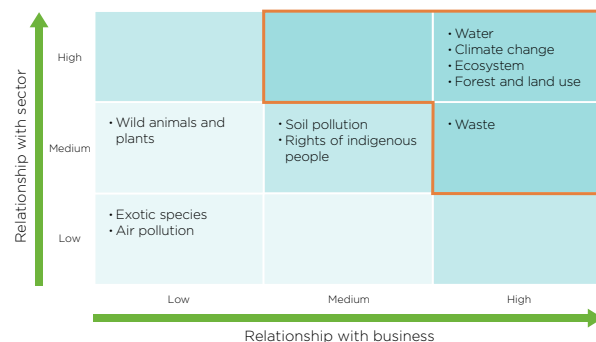 Relationship with sector
High
Medium
Low
• Water
• Climate change
• Ecosystem
• Forest and land use
• Wild animals and
plants
• Soil pollution
• Rights of indigenous
people
• Waste
• Exotic species
• Air pollution
Low
Medium
High
Relationship with business